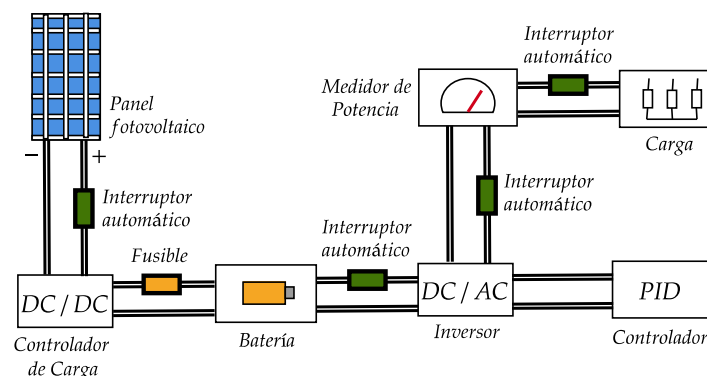 Interruptor
automático
Panel
fotovoltaico
Medidor de
Potencia
Carga
−
+
Interruptor
automático
Interruptor
automático
Interruptor
automático
Fusible
DC / DC
DC / AC
PID
Controlador
de Carga
Batería
Inversor
Controlador